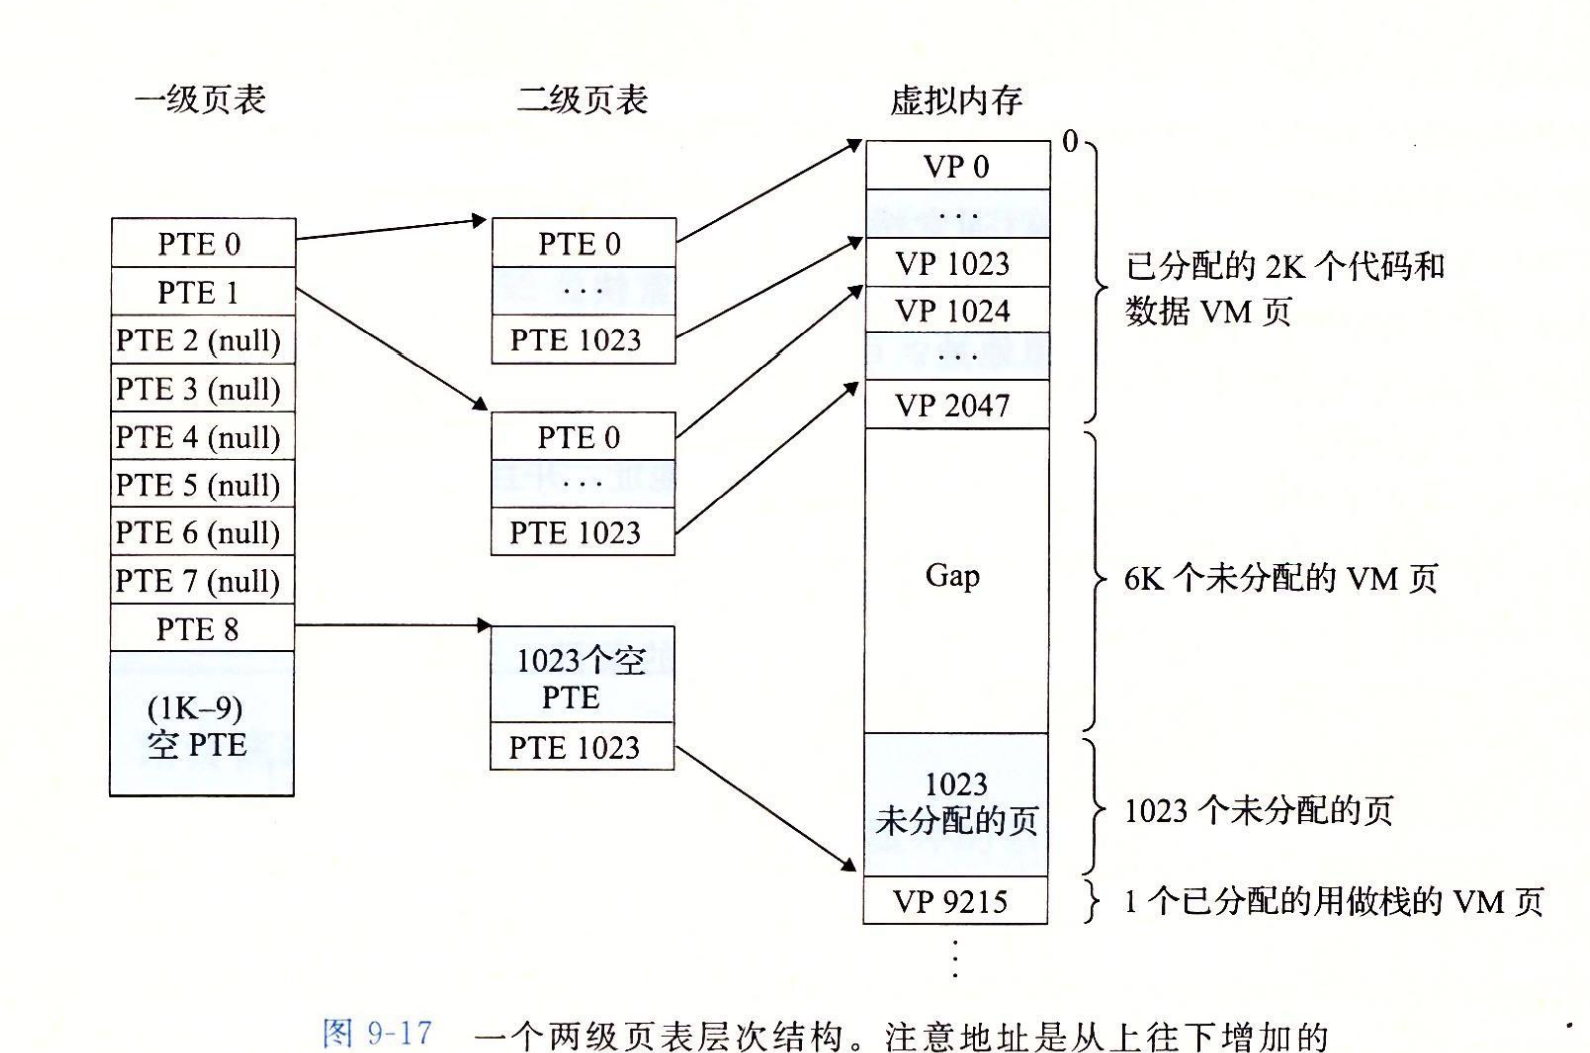 一级页表
二级页表
虚拟内存
PTE 0
PTE 1
PTE 2 (null)
PTE 3 (null)
PTE 4 (null)
PTE 5 (null)
PTE 6 (null)
PTE 7 (null)
PTE 8
(1K–9)
空 PTE
PTE 0
...
PTE 1023
PTE 0
...
PTE 1023
1023个空
PTE
PTE 1023
0
VP 0
...
VP 1023
VP 1024
...
VP 2047
Gap
1023
未分配的页
VP 9215
⋮
已分配的 2K 个代码和
数据 VM 页
6K 个未分配的 VM 页
1023 个未分配的页
1 个已分配的用做栈的 VM 页
图 9-17 一个两级页表层次结构。注意地址是从上往下增加的